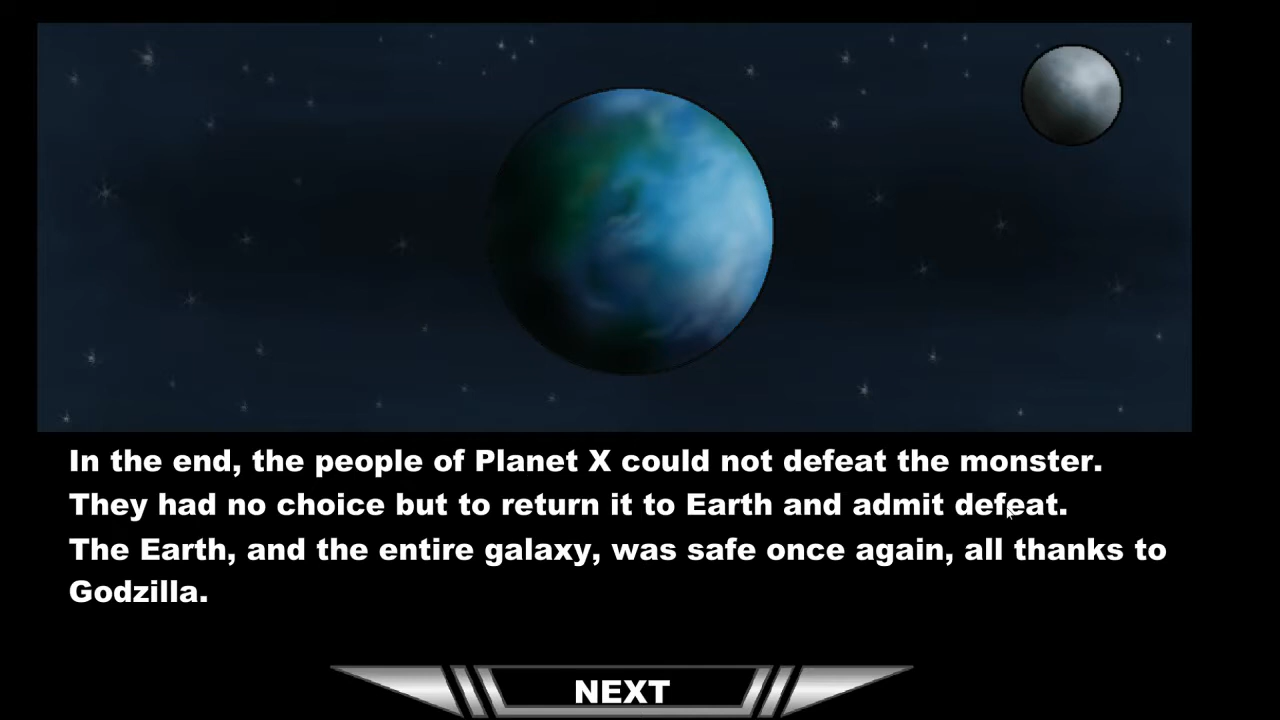 In the end, the people of Planet X could not defeat the monster.
They had no choice but to return it to Earth and admit defeat.
The Earth, and the entire galaxy, was safe once again, all thanks to
Godzilla.
NEXT